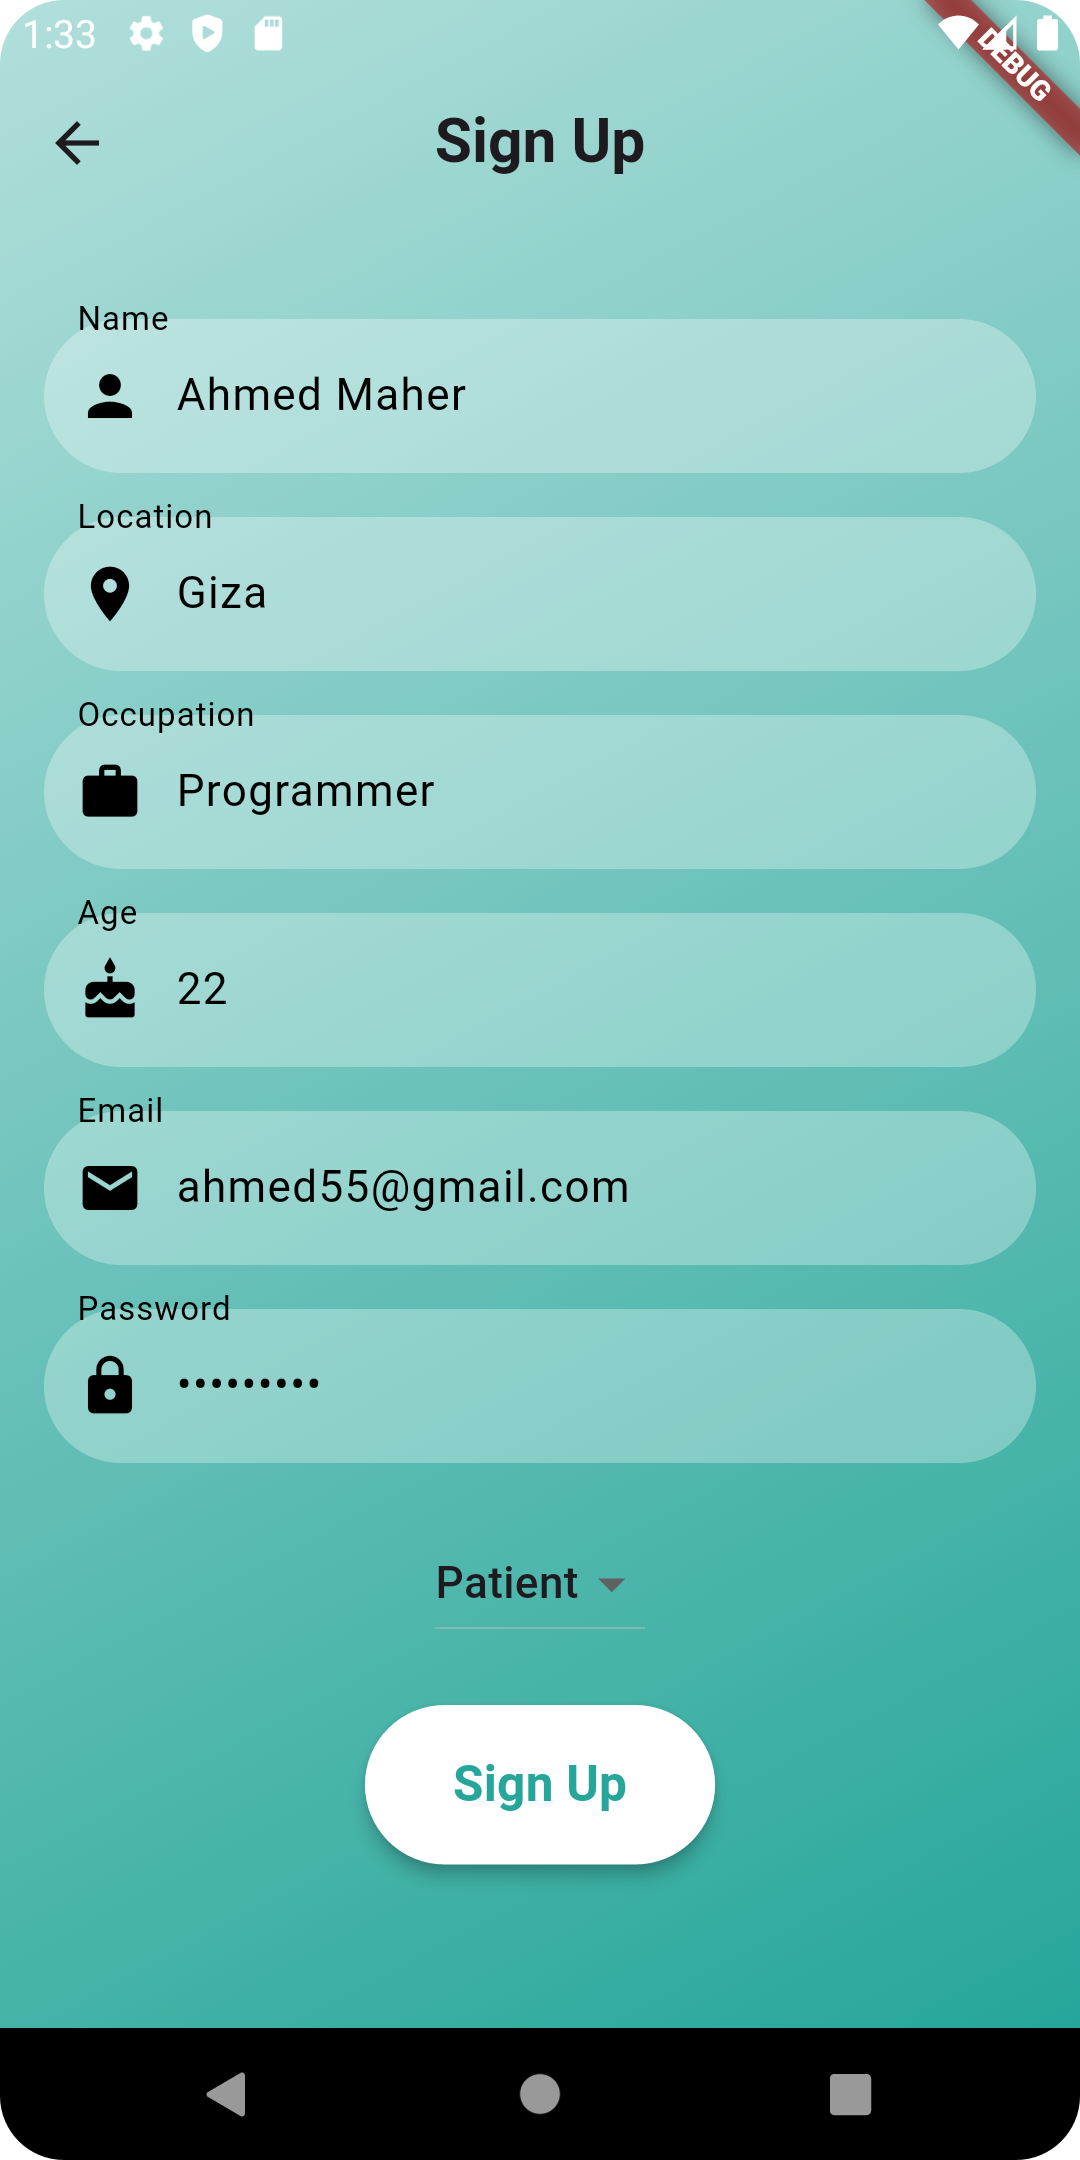 1:33
DEBUG
Sign Up
Name
Ahmed Maher
Location
Giza
Occupation
Programmer
Age
22
Email
ahmed55@gmail.com
Password
•••••••••
Patient
Sign Up